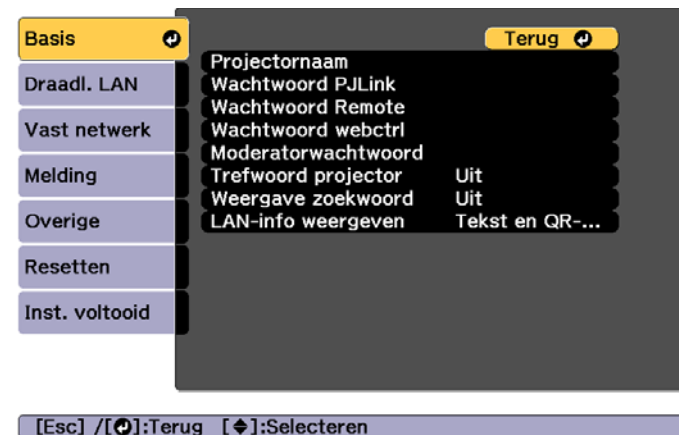 Basis
Draadl. LAN
Vast netwerk
Melding
Overige
Resetten
Inst. voltooid
Terug
Projectornaam
Wachtwoord PJLink
Wachtwoord Remote
Wachtwoord webctrl
Moderatorwachtwoord
Trefwoord projector Uit
Weergave zoekwoord Uit
LAN-info weergeven Tekst en QR-...
[Esc] /[⏎]:Terug [◆]:Selecteren